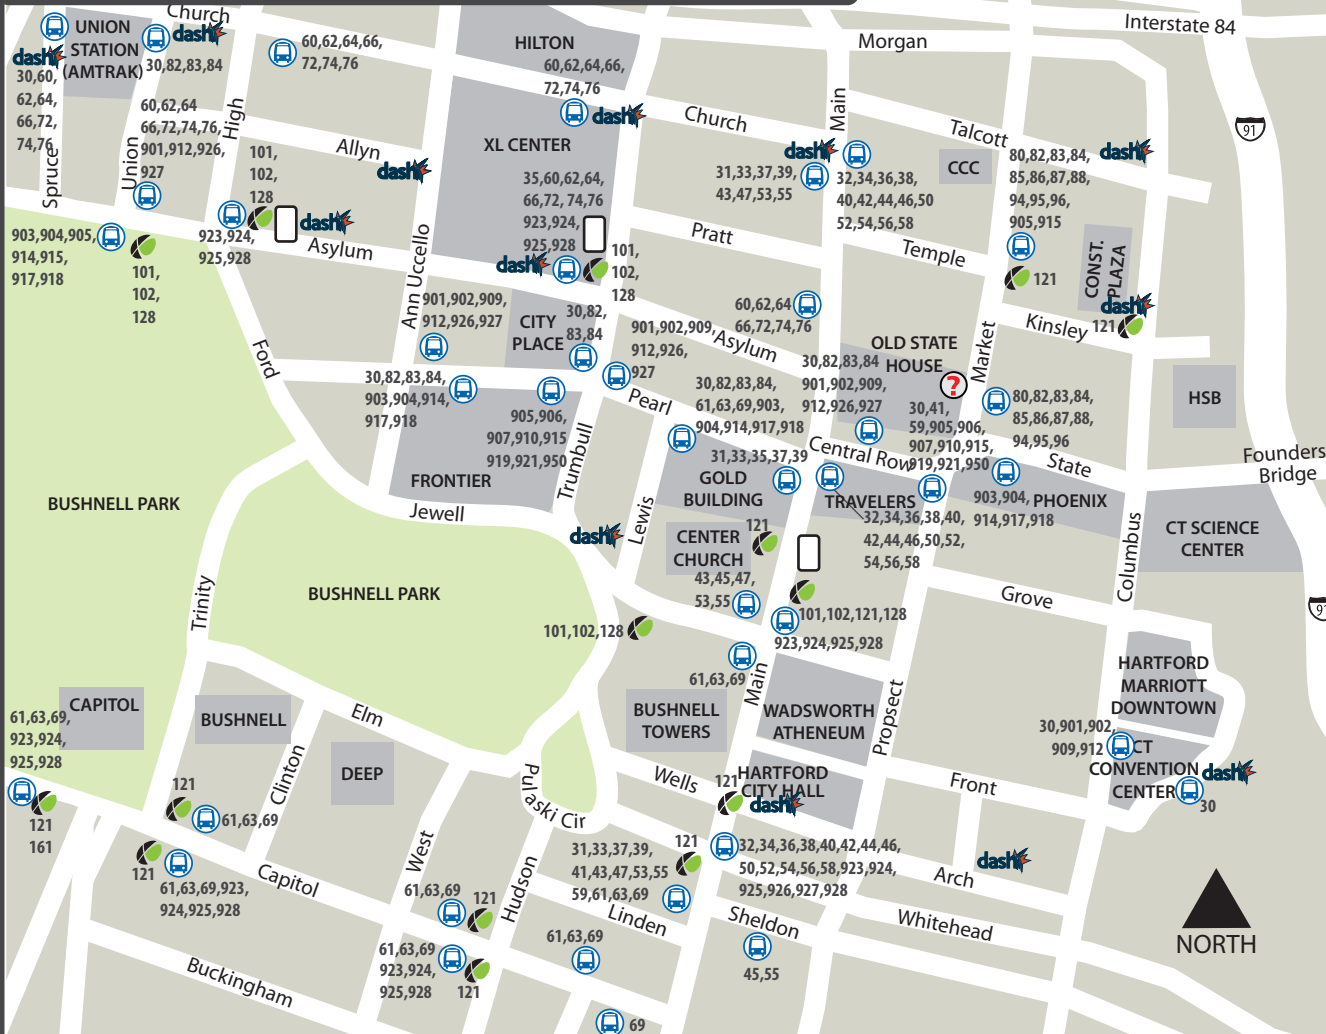 Church
Interstate 84
UNION
STATION
(AMTRAK)
dash
dash
30,60,
62,64,
66,72,
74,76
30,82,83,84
60,62,64,66,
72,74,76
HILTON
60,62,64,66,
72,74,76
dash
Morgan
91
Spruce
Union
High
60,62,64
66,72,74,76,
901,912,926,
927
Allyn
101,
102,
128
dash
XL CENTER
Church
Main
Talcott
dash
dash
CCC
31,33,37,39,
43,47,53,55
32,34,36,38,
40,42,44,46,50
52,54,56,58
80,82,83,84,
85,86,87,88,
94,95,96,
905,915
35,60,62,64,
66,72,74,76
923,924,
925,928
dash
903,904,905,
914,915,
917,918
101,
102,
128
923,924,
925,928
dash
Asylum
Ann Uccello
101,
102,
128
Pratt
Temple
121
CONST.
PLAZA
dash
121
Kinsley
Market
Ford
901,902,909,
912,926,927
CITY
PLACE
30,82,
83,84
901,902,909,
912,926,
927
Asylum
60,62,64
66,72,74,76
OLD STATE
HOUSE
?
30,82,83,84
901,902,909,
912,926,927
HSB
30,82,83,84,
903,904,914,
917,918
905,906,
907,910,915
919,921,950
Pearl
30,82,83,84,
61,63,69,903,
904,914,917,918
30,41,
59,905,906,
907,910,915,
919,921,950
80,82,83,84,
85,86,87,88,
94,95,96
Central Row
State
Founders
Bridge
FRONTIER
Trumbull
31,33,35,37,39
GOLD
BUILDING
TRAVELERS
PHOENIX
903,904,
914,917,918
BUSHNELL PARK
Jewell
Lewis
dash
CENTER
CHURCH
121
32,34,36,38,40,
42,44,46,50,52,
54,56,58
Columbus
CT SCIENCE
CENTER
Trinity
BUSHNELL PARK
43,45,47,
53,55
101,102,121,128
923,924,925,928
Grove
91
101,102,128
61,63,69
Main
Propsect
HARTFORD
MARRIOTT
DOWNTOWN
CAPITOL
61,63,69,
923,924,
925,928
BUSHNELL
Elm
BUSHNELL
TOWERS
WADSWORTH
ATHENEUM
30,901,902,
909,912
CT
CONVENTION
CENTER
dash
30
Clinton
DEEP
Pulaski Cir
Wells
121
HARTFORD
CITY HALL
dash
Front
121
161
121
61,63,69
121
61,63,69,923,
924,925,928
Capitol
West
Hudson
31,33,37,39,
41,43,47,53,55
59,61,63,69
121
32,34,36,38,40,42,44,46,
50,52,54,56,58,923,924,
925,926,927,928
Arch
dash
61,63,69
121
Linden
Sheldon
Whitehead
NORTH
Buckingham
61,63,69
923,924,
925,928
121
61,63,69
45,55
69